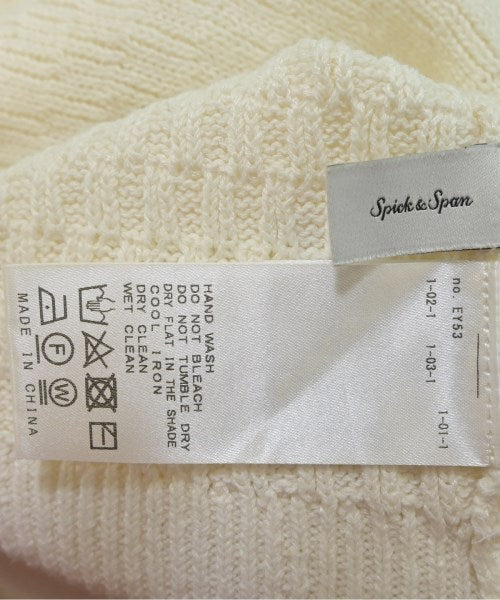 Spick & Span
no. EY53
1-02-1 1-03-1 1-01-1
HAND WASH
DO NOT BLEACH
DO NOT TUMBLE DRY
DRY FLAT IN THE SHADE
COOL IRON
DRY CLEAN
WET CLEAN
F
W
MADE IN CHINA